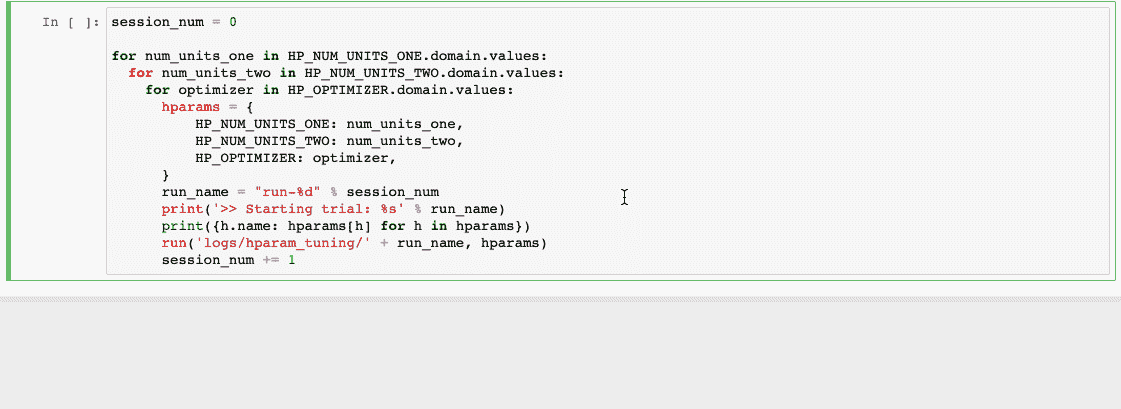 In [ ]: session_num = 0
for num_units_one in HP_NUM_UNITS_ONE.domain.values:
  for num_units_two in HP_NUM_UNITS_TWO.domain.values:
    for optimizer in HP_OPTIMIZER.domain.values:
      hparams = {
          HP_NUM_UNITS_ONE: num_units_one,
          HP_NUM_UNITS_TWO: num_units_two,
          HP_OPTIMIZER: optimizer,
      }
      run_name = "run-%d" % session_num
      print('>> Starting trial: %s' % run_name)
      print({h.name: hparams[h] for h in hparams})
      run('logs/hparam_tuning/' + run_name, hparams)
      session_num += 1